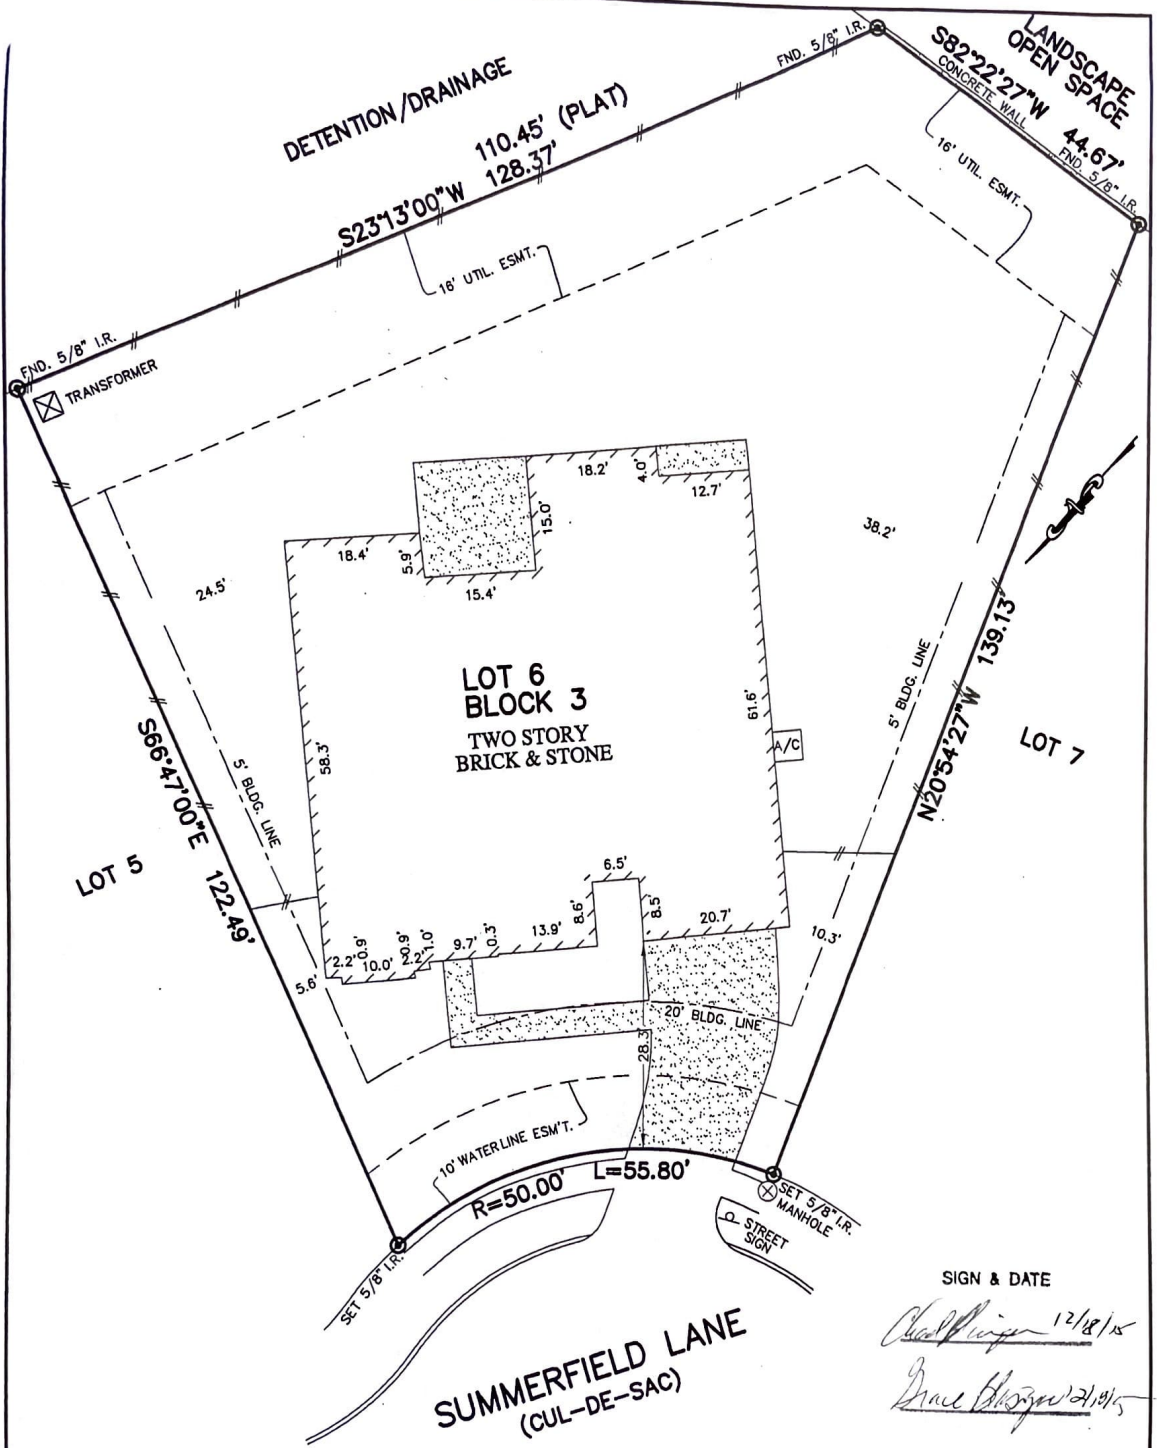 LANDSCAPE
OPEN SPACE
S82°22'27"W 44.67'
CONCRETE WALL
FND. 5/8" I.R.
FND. 5/8" I.R.
DETENTION/DRAINAGE
110.45' (PLAT)
S23°13'00"W 128.37'
16' UTIL. ESMT.
16' UTIL. ESMT.
FND. 5/8" I.R.
TRANSFORMER
18.2'
4.0'
12.7'
15.0'
38.2'
18.4'
5.9'
15.4'
24.5'
LOT 6
BLOCK 3
TWO STORY
BRICK & STONE
58.3'
61.6'
A/C
5' BLDG. LINE
N20°54'27"W 139.13'
LOT 7
S66°47'00"E 122.49'
5' BLDG. LINE
LOT 5
6.5'
8.6'
8.5'
20.7'
10.3'
13.9'
0.3'
9.7'
1.0'
0.9'
2.2'
10.0'
0.9'
2.2'
5.6'
20' BLDG. LINE
28.3'
10' WATERLINE ESM'T.
R=50.00' L=55.80'
SET 5/8" I.R.
MANHOLE
STREET
SIGN
SET 5/8" I.R.
SUMMERFIELD LANE
(CUL-DE-SAC)
SIGN & DATE
12/18/15